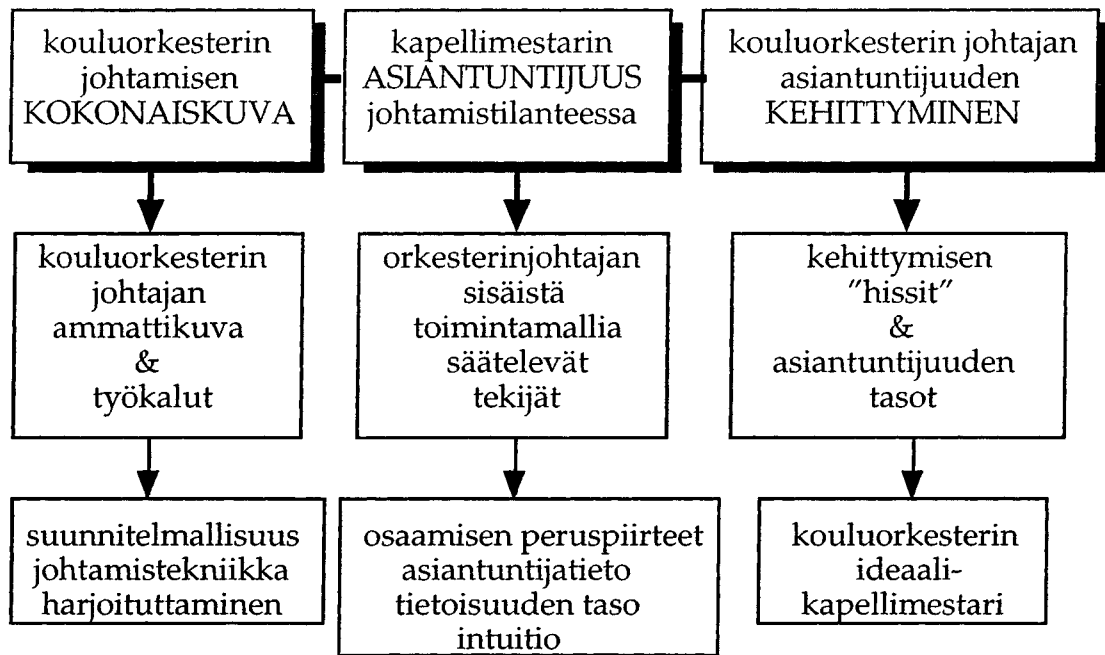 kouluorkesterin
johtamisen
KOKONAISKUVA
kapellimestarin
ASIANTUNTIJUUS
johtamistilanteessa
kouluorkesterin johtajan
asiantuntijuuden
KEHITTYMINEN
kouluorkesterin
johtajan
ammattikuva
&
työkalut
orkesterinjohtajan
sisäistä
toimintamallia
säätelevät
tekijät
kehittymisen
”hissit”
&
asiantuntijuuden
tasot
suunnitelmallisuus
johtamistekniikka
harjoituttaminen
osaamisen peruspiirteet
asiantuntijatieto
tietoisuuden taso
intuitio
kouluorkesterin
ideaali-
kapellimestari